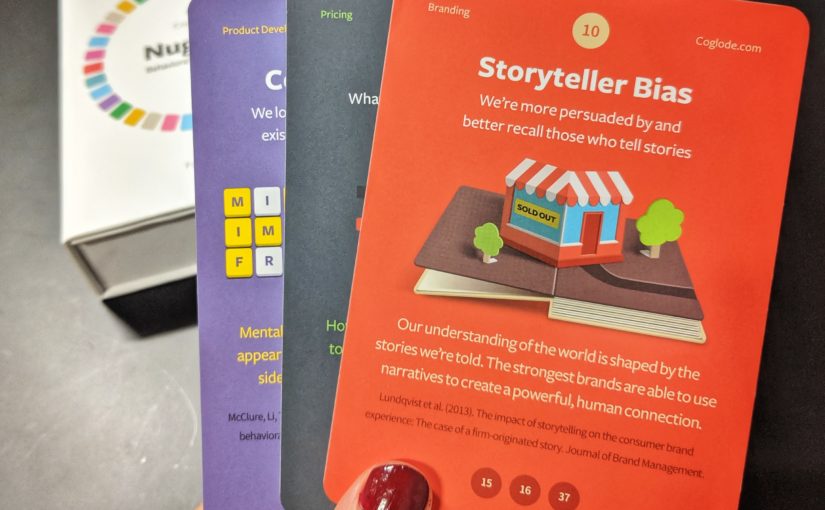 Nug
Product Devel
We lo
exis
M I
I M
F R
Mental
appear
side
McClure, Li,
behaviora
Pricing
What
Ho
to
Branding
10
Coglode.com
Storyteller Bias
We're more persuaded by and
better recall those who tell stories
SOLD OUT
Our understanding of the world is shaped by the
stories we're told. The strongest brands are able to use
narratives to create a powerful, human connection.
Lundqvist et al. (2013). The impact of storytelling on the consumer brand
experience: The case of a firm-originated story. Journal of Brand Management.
15 16 37